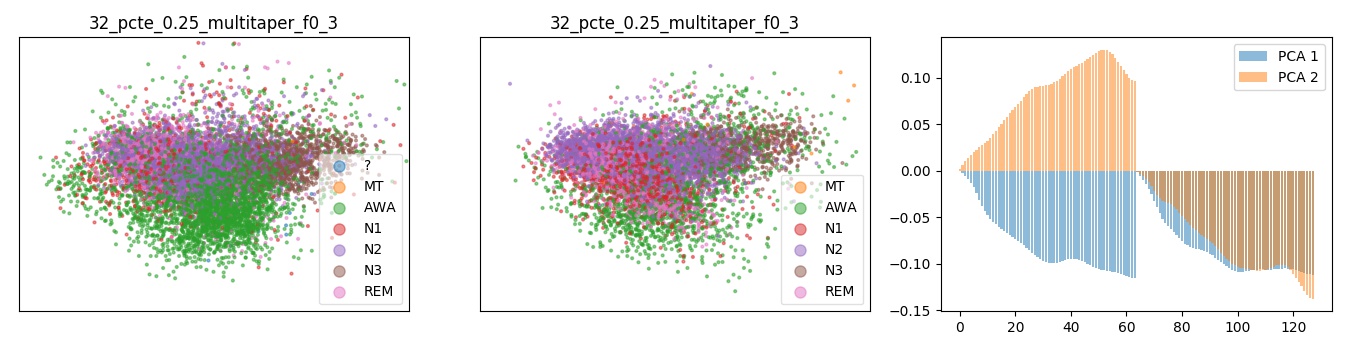 32_pcte_0.25_multitaper_f0_3
?
MT
AWA
N1
N2
N3
REM
32_pcte_0.25_multitaper_f0_3
MT
AWA
N1
N2
N3
REM
PCA 1
PCA 2
0.10
0.05
0.00
−0.05
−0.10
−0.15
0 20 40 60 80 100 120